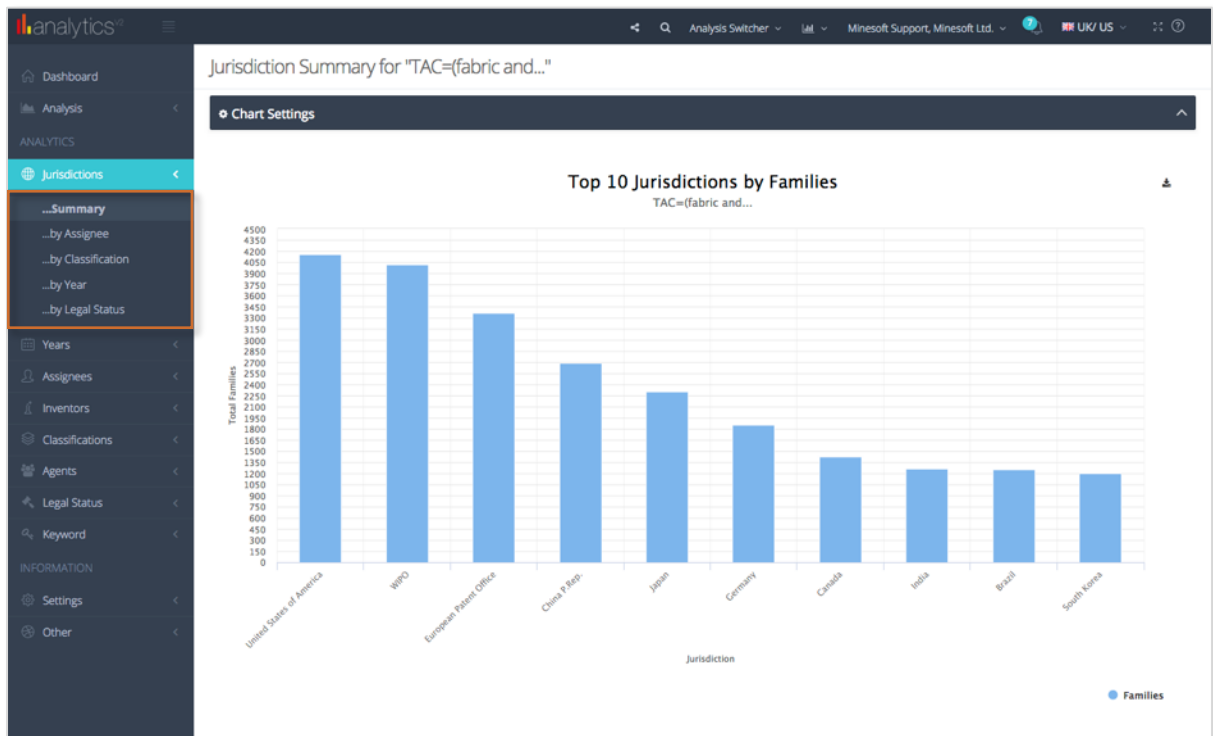 analytics v2
Analysis Switcher
Minesoft Support, Minesoft Ltd.
7
UK/ US
Dashboard
Analysis
ANALYTICS
Jurisdictions
...Summary
...by Assignee
...by Classification
...by Year
...by Legal Status
Years
Assignees
Inventors
Classifications
Agents
Legal Status
Keyword
INFORMATION
Settings
Other
Jurisdiction Summary for "TAC=(fabric and..."
Chart Settings
Top 10 Jurisdictions by Families
TAC=(fabric and...
Total Families
4500
4350
4200
4050
3900
3750
3600
3450
3300
3150
3000
2850
2700
2550
2400
2250
2100
1950
1800
1650
1500
1350
1200
1050
900
750
600
450
300
150
0
United States of America
WIPO
European Patent Office
China P.Rep.
Japan
Germany
Canada
India
Brazil
South Korea
Jurisdiction
Families